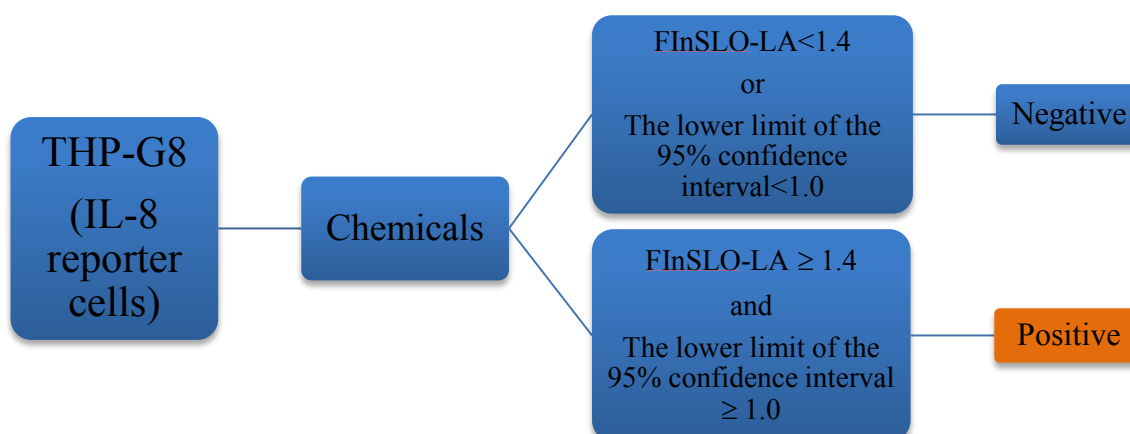 THP-G8
(IL-8
reporter
cells)
Chemicals
FInSLO-LA<1.4
or
The lower limit of the
95% confidence
interval<1.0
Negative
FInSLO-LA ≥ 1.4
and
The lower limit of the
95% confidence interval
≥ 1.0
Positive